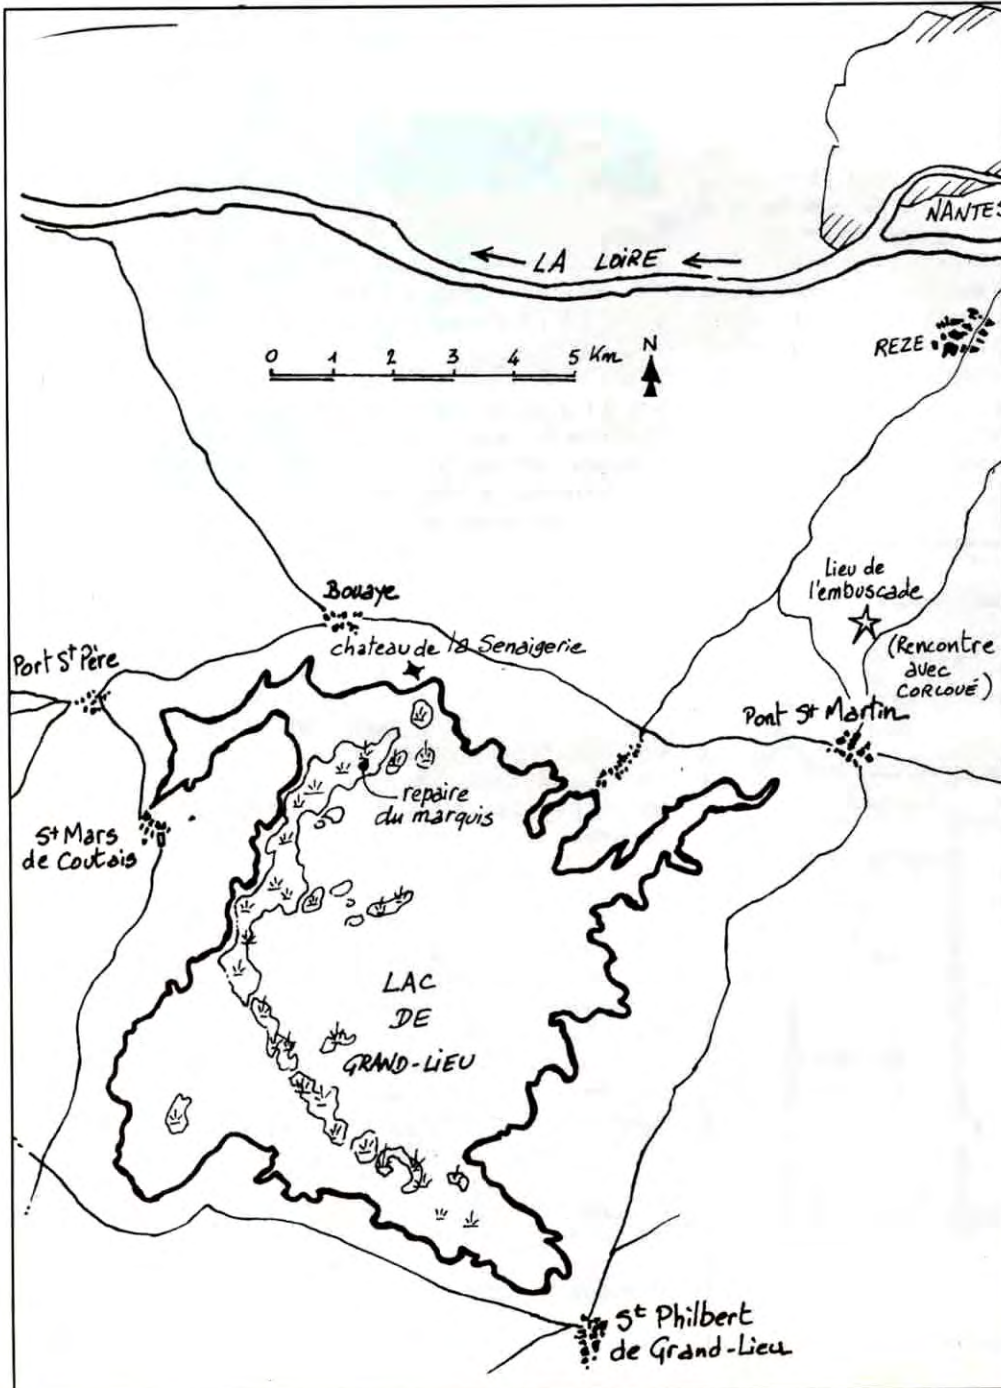 NANTES
LA LOIRE
REZE
0 1 2 3 4 5 Km
N
Lieu de
l'embuscade
(Rencontre
avec
CORCOUÉ)
Bouaye
chateau de la Senaigerie
Port St Père
Pont St Martin
repaire
du marquis
St Mars
de Coutais
LAC
DE
GRAND-LIEU
St Philbert
de Grand-Lieu